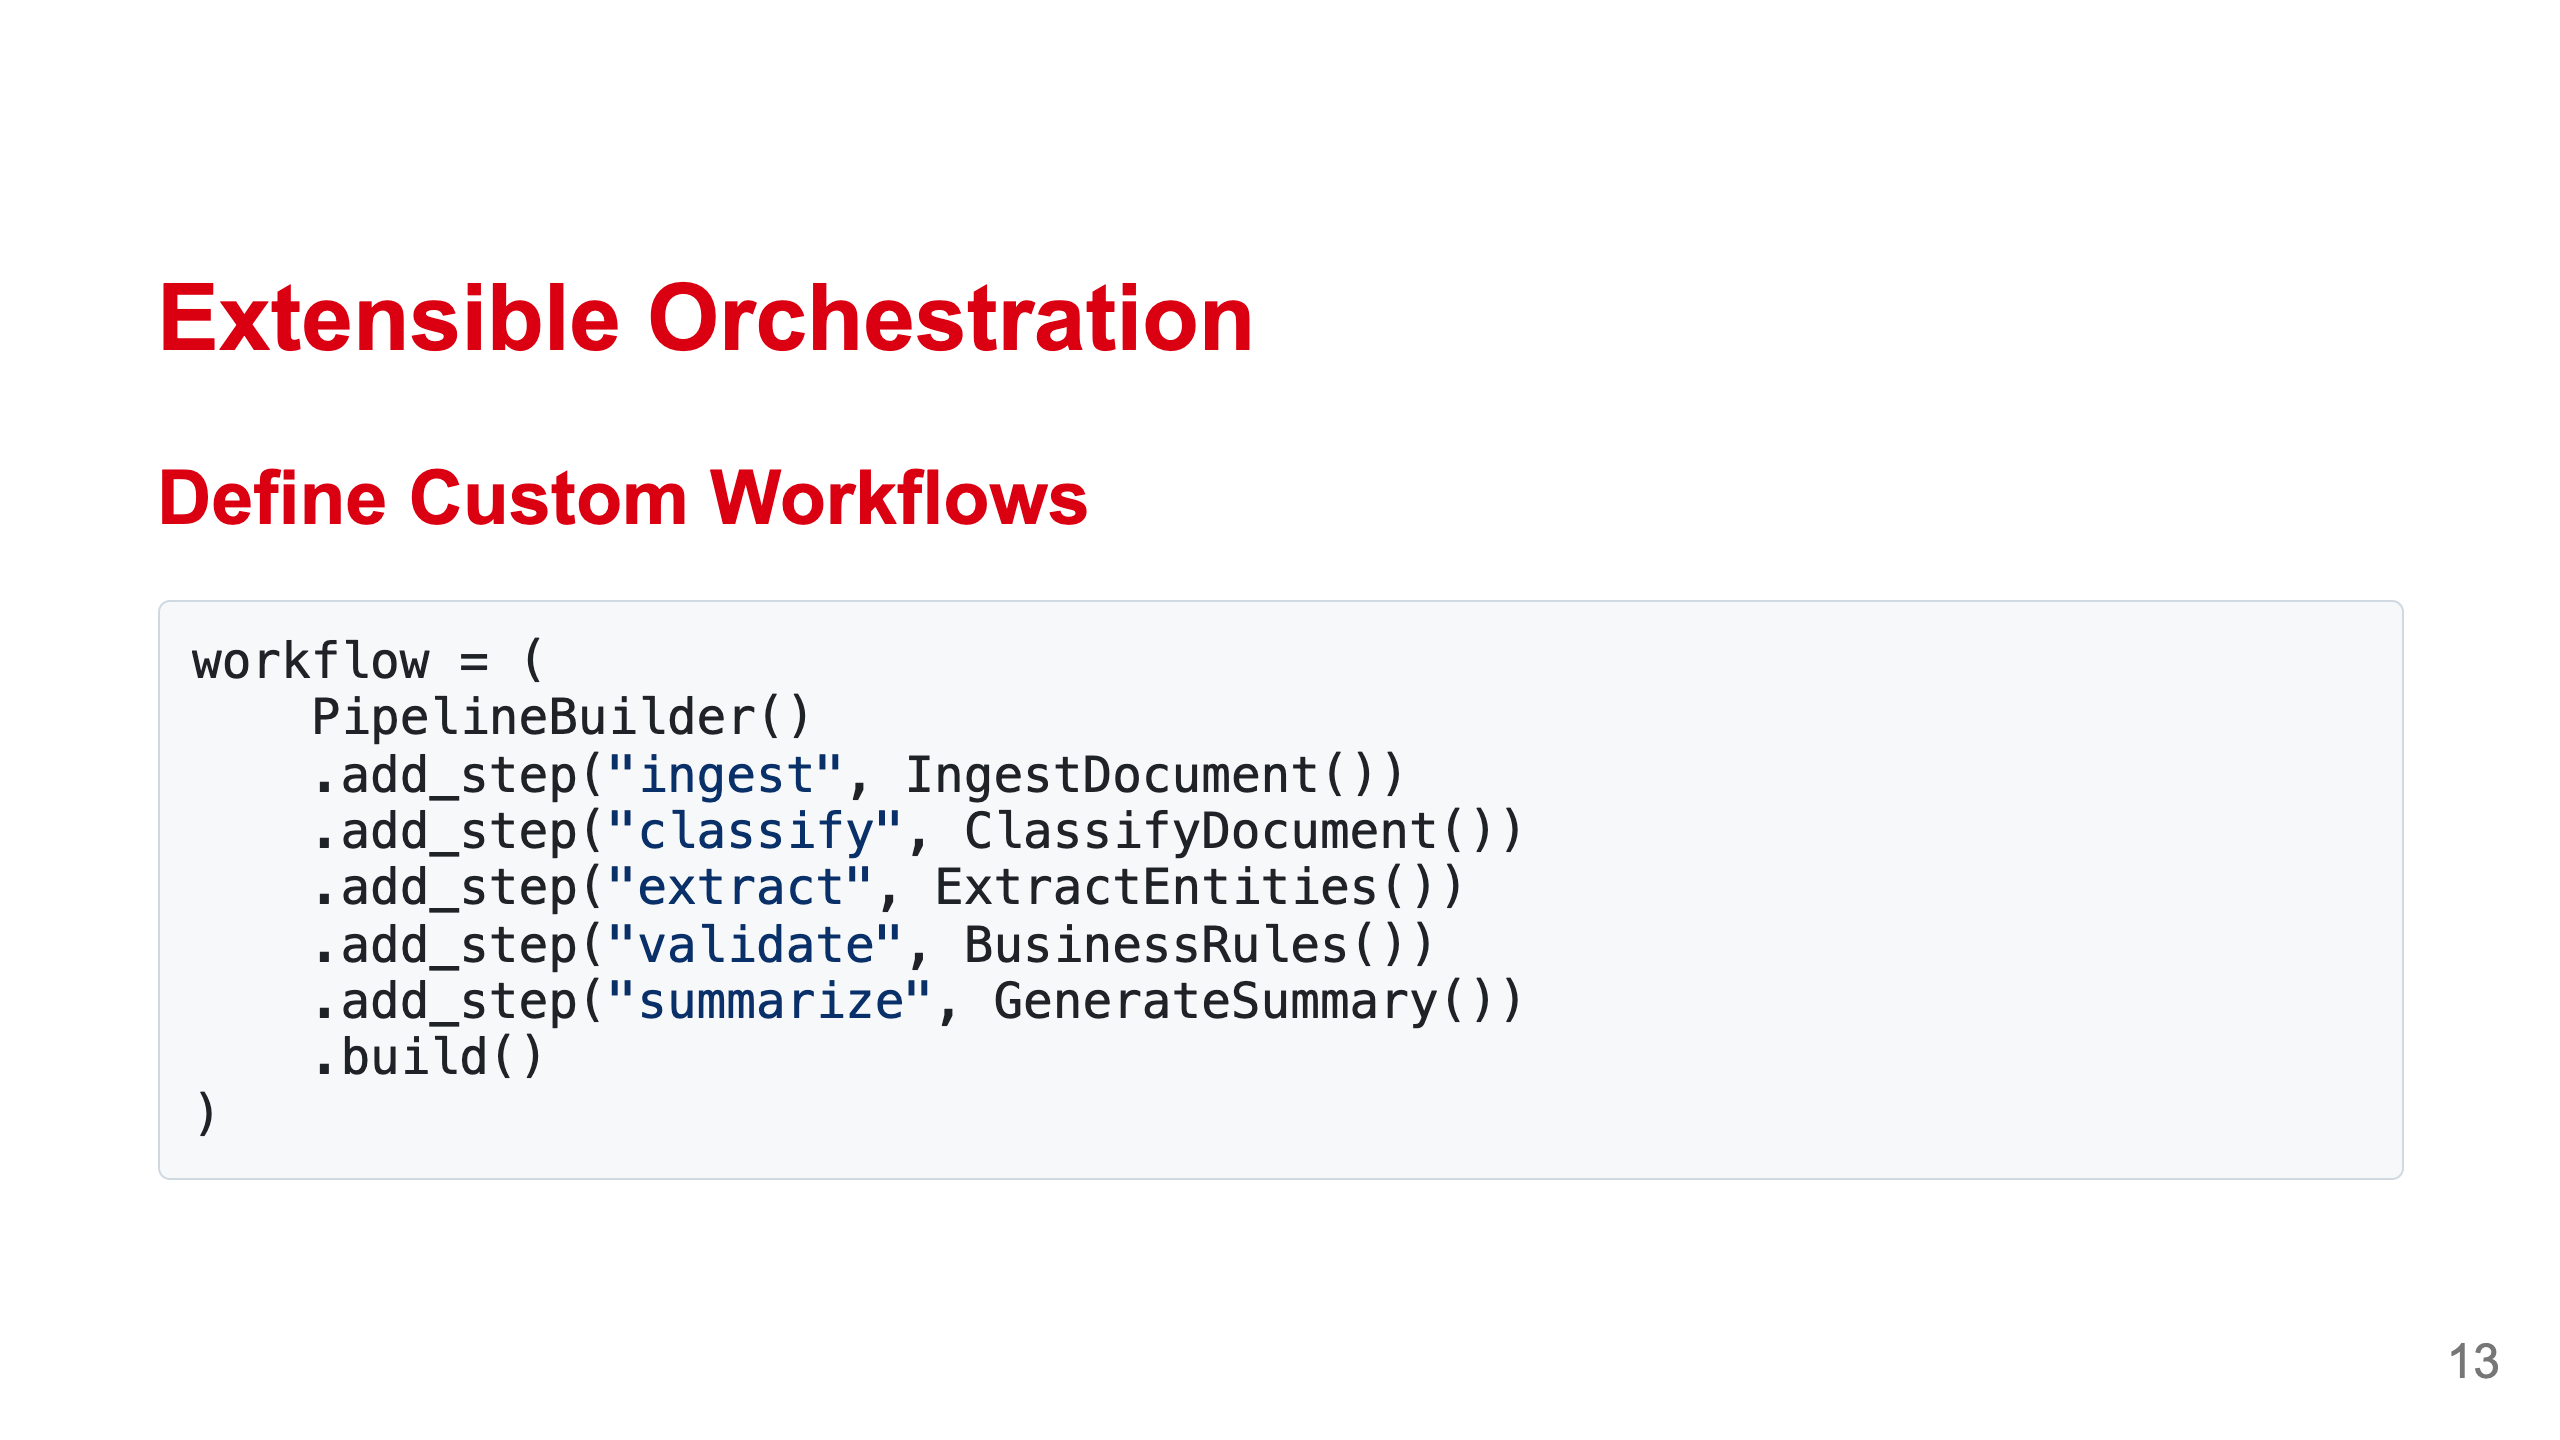 Extensible Orchestration
Define Custom Workflows
workflow = (
    PipelineBuilder()
    .add_step("ingest", IngestDocument())
    .add_step("classify", ClassifyDocument())
    .add_step("extract", ExtractEntities())
    .add_step("validate", BusinessRules())
    .add_step("summarize", GenerateSummary())
    .build()
)
13